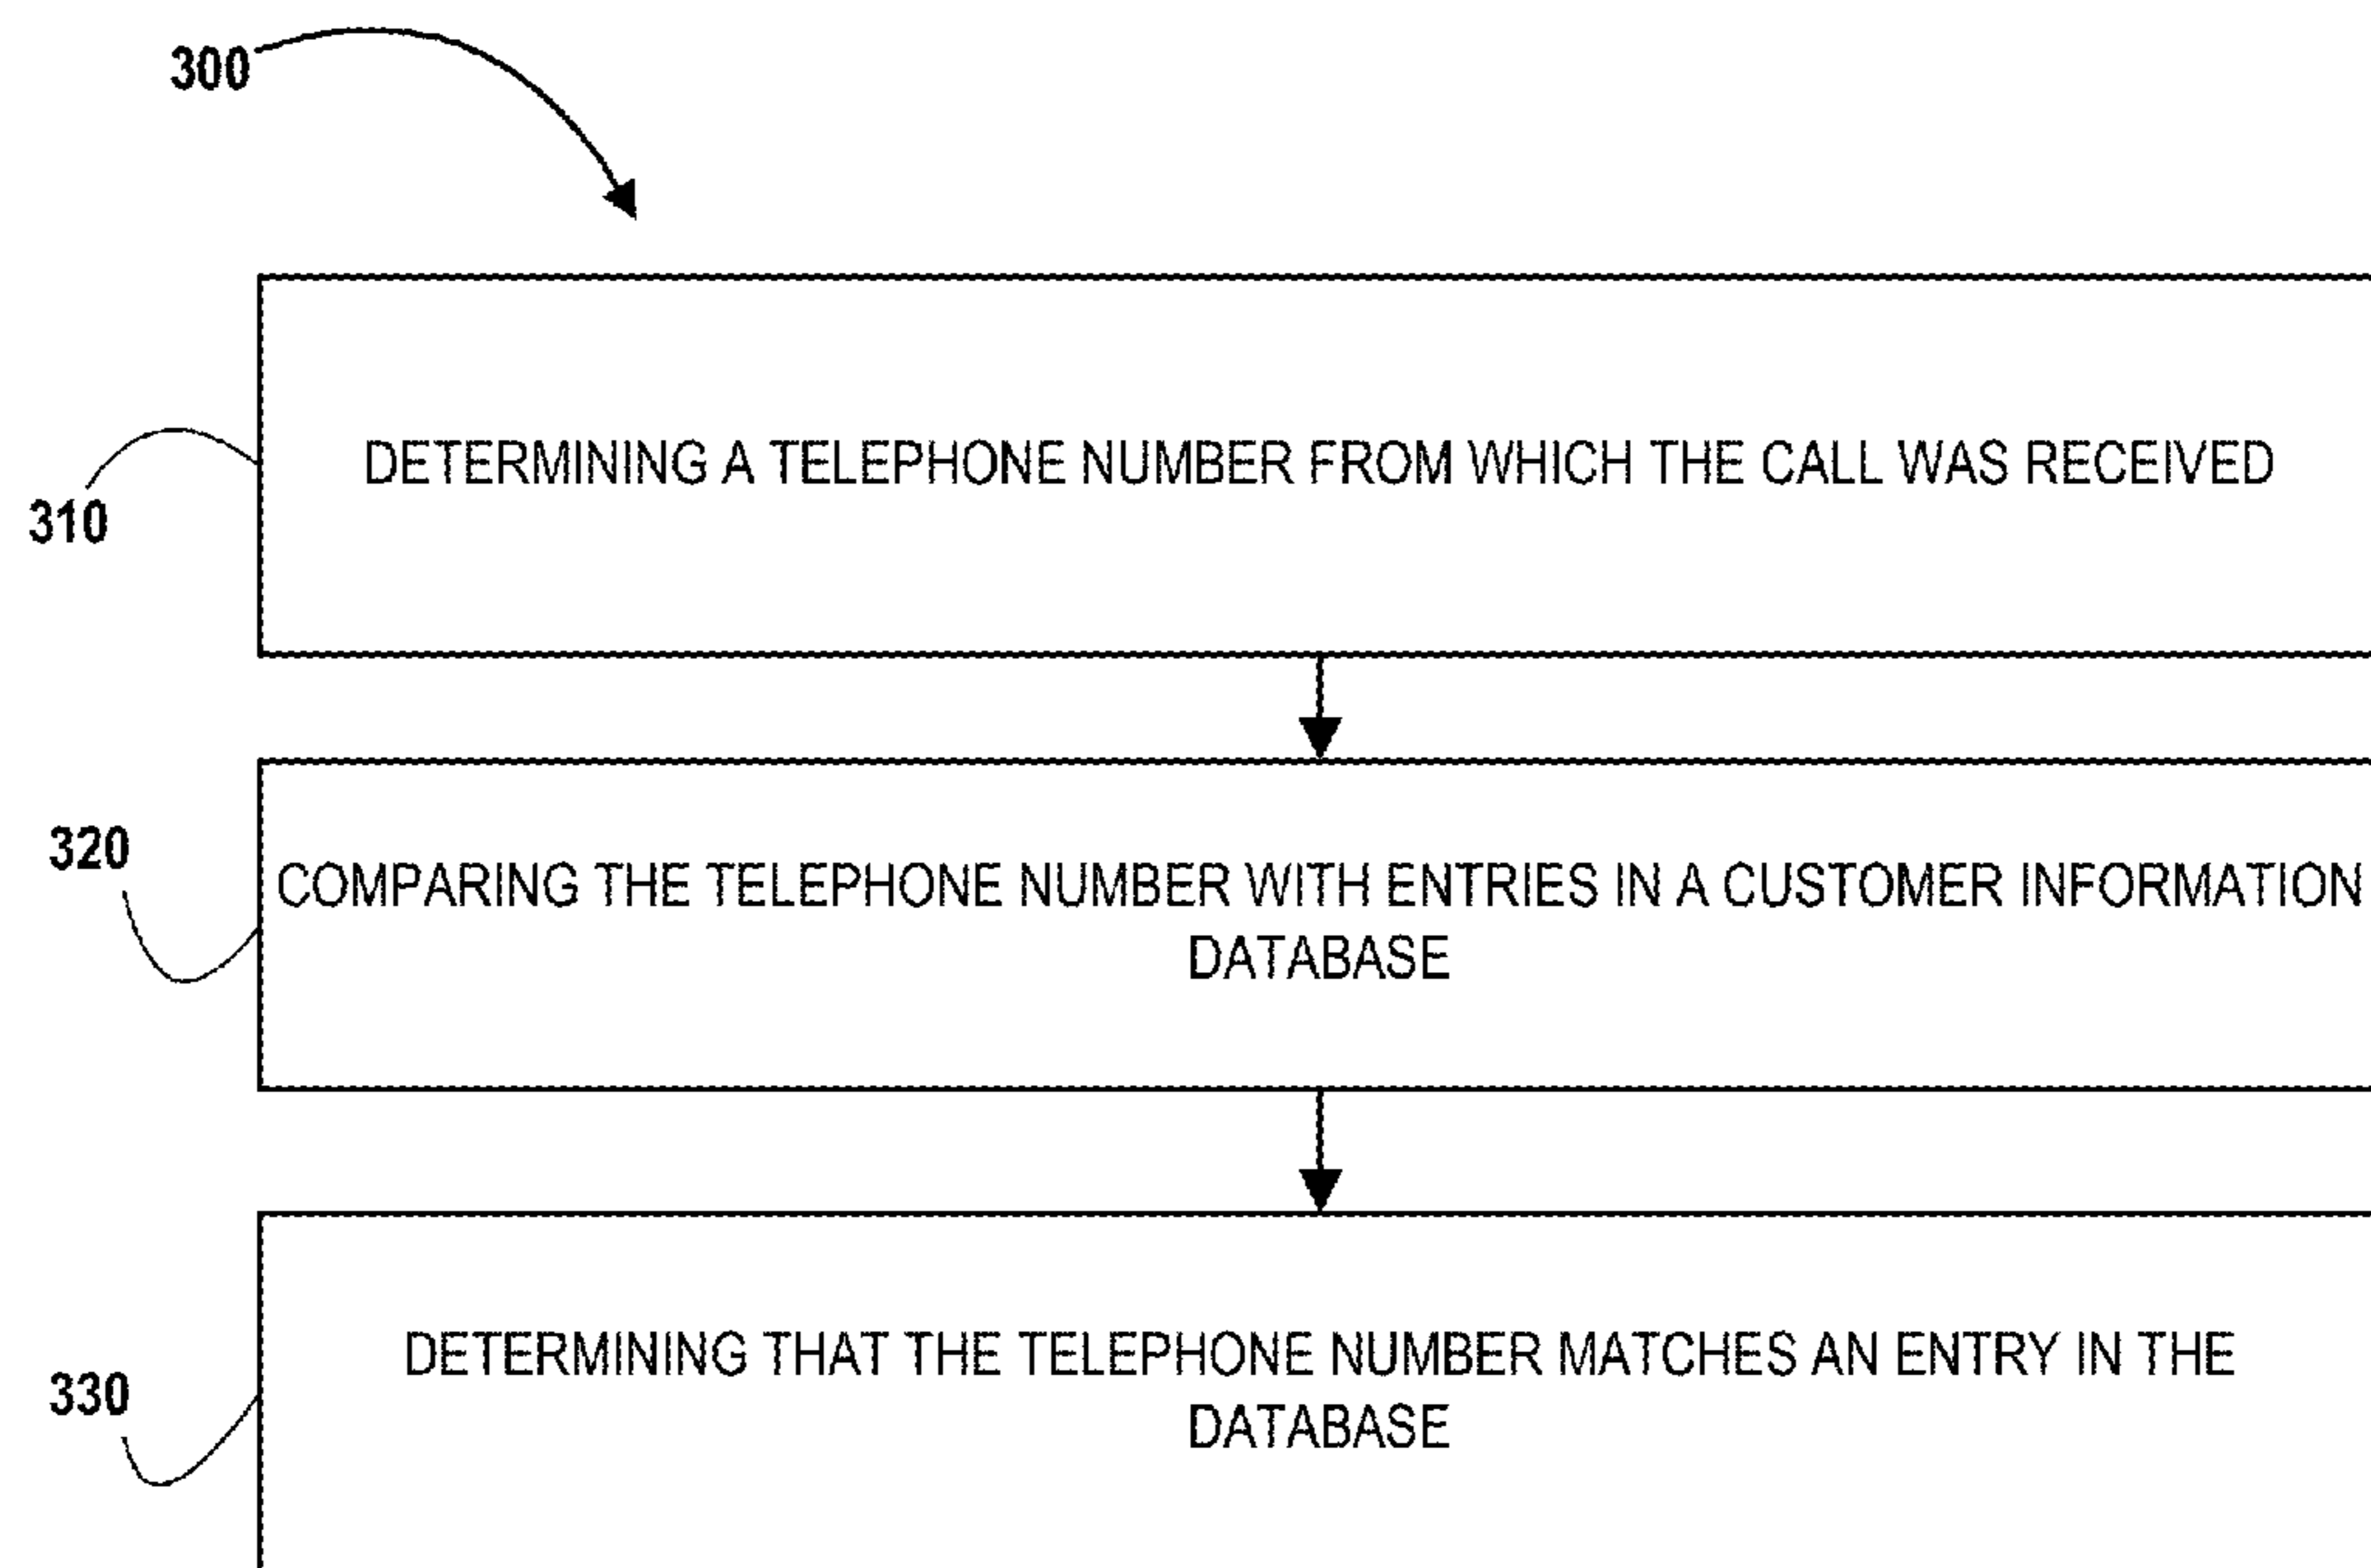 300
DETERMINING A TELEPHONE NUMBER FROM WHICH THE CALL WAS RECEIVED
310
320
COMPARING THE TELEPHONE NUMBER WITH ENTRIES IN A CUSTOMER INFORMATION
DATABASE
330
DETERMINING THAT THE TELEPHONE NUMBER MATCHES AN ENTRY IN THE
DATABASE